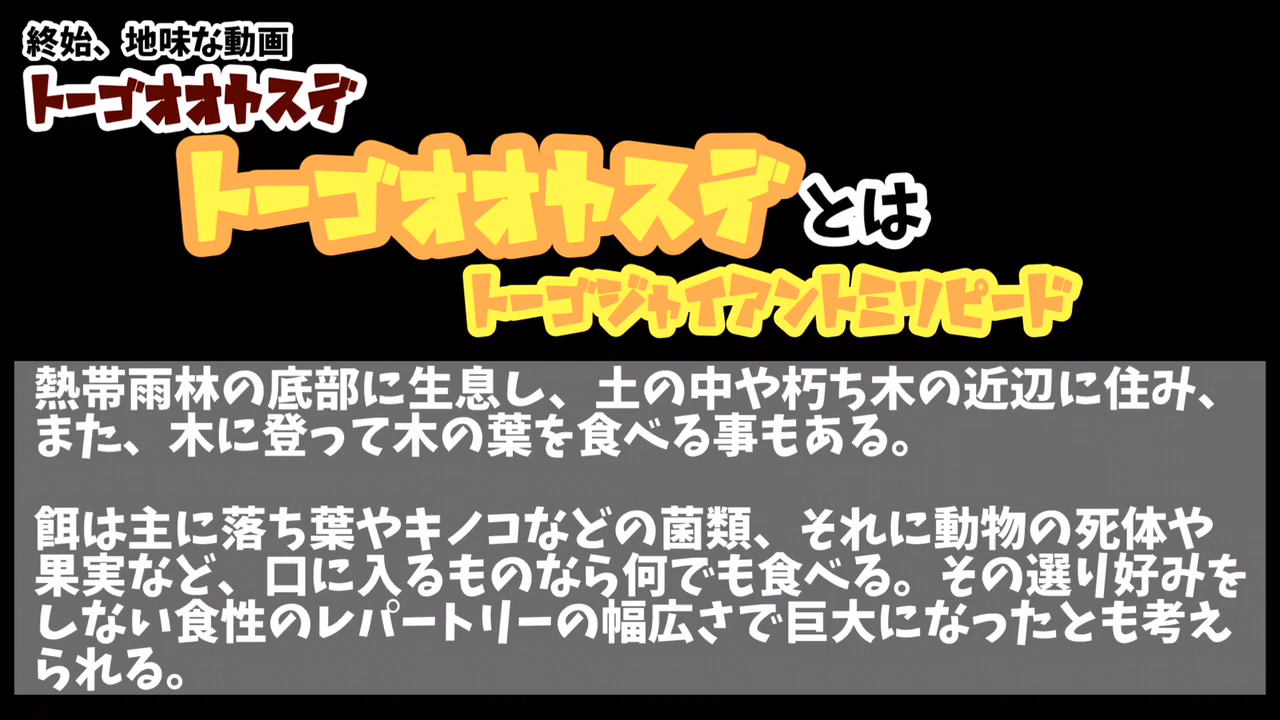 終始、地味な動画
トーゴオオヤスデ
トーゴオオヤスデとは
トーゴジャイアントミリピード
熱帯雨林の底部に生息し、土の中や朽ち木の近辺に住み、
また、木に登って木の葉を食べる事もある。
餌は主に落ち葉やキノコなどの菌類、それに動物の死体や
果実など、口に入るものなら何でも食べる。その選り好みを
しない食性のレパートリーの幅広さで巨大になったとも考え
られる。